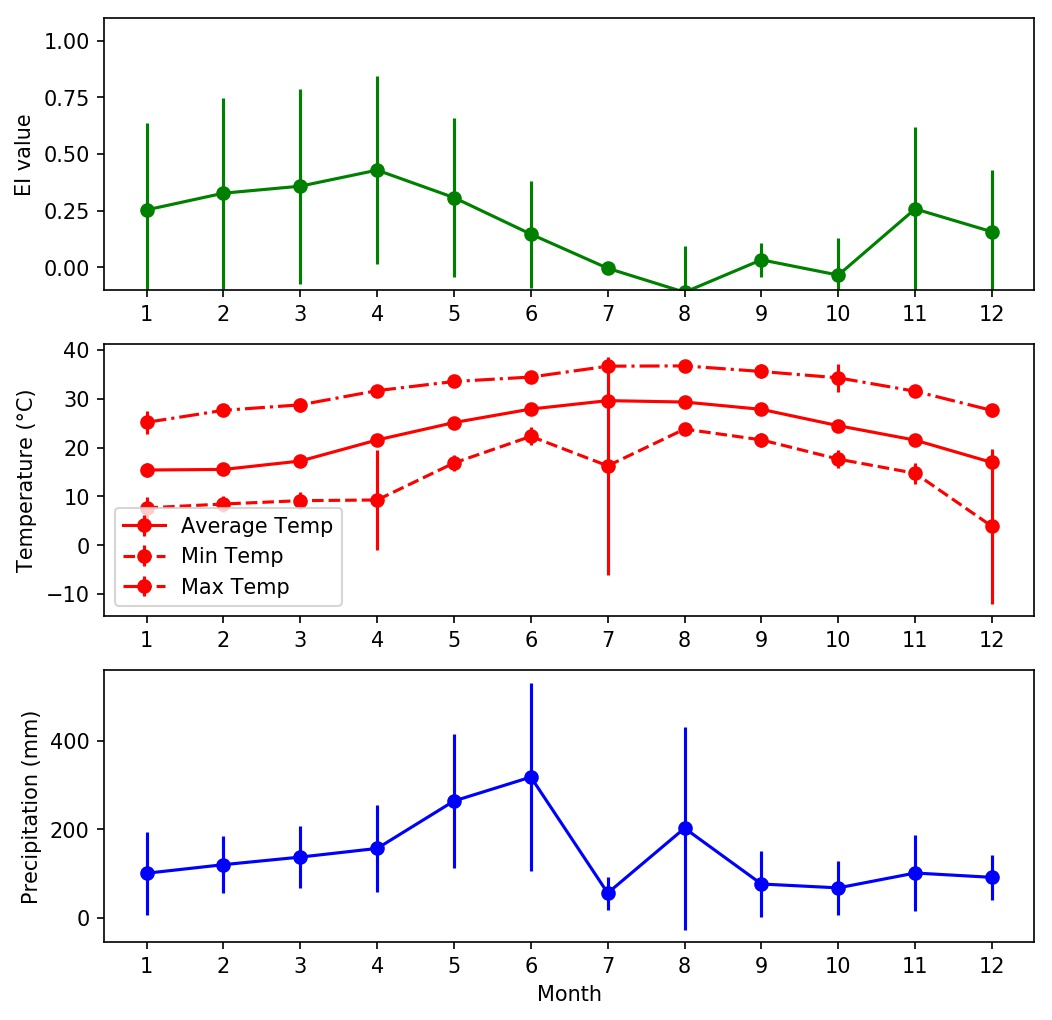 EI value
1.00
0.75
0.50
0.25
0.00
1 2 3 4 5 6 7 8 9 10 11 12
Temperature (°C)
40
30
20
10
0
−10
Average Temp
Min Temp
Max Temp
1 2 3 4 5 6 7 8 9 10 11 12
Precipitation (mm)
400
200
0
1 2 3 4 5 6 7 8 9 10 11 12
Month